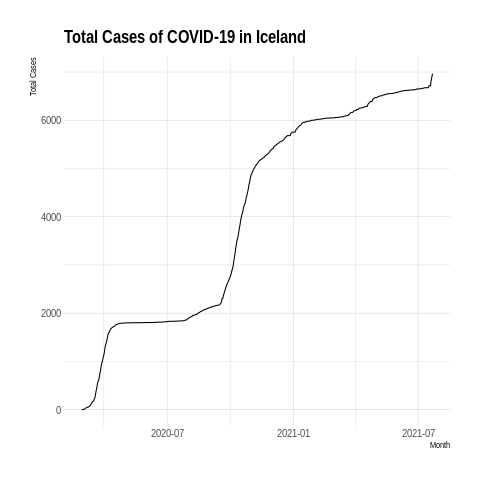 Total Cases of COVID-19 in Iceland
Total Cases
6000
4000
2000
0
2020-07
2021-01
2021-07
Month